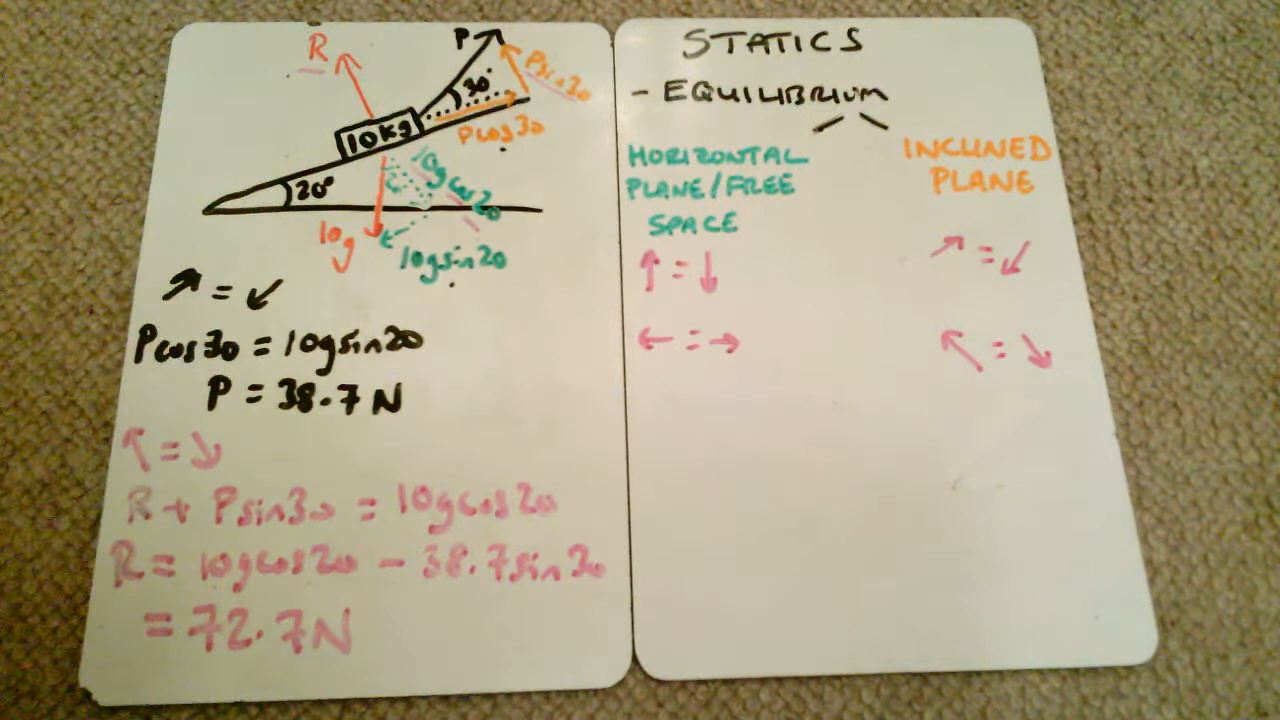 R
P
30°
Psin30
Pcos30
10kg
20°
10gcos20
10g
10gsin20
↗ = ↙
Pcos30 = 10gsin20
P = 38.7N
↖ = ↘
R + Psin30 = 10gcos20
R = 10gcos20 - 38.7sin30
= 72.7N
STATICS
- EQUILIBRIUM
HORIZONTAL
PLANE/FREE
SPACE
↑ = ↓
← = →
INCLINED
PLANE
↗ = ↙
↖ = ↘